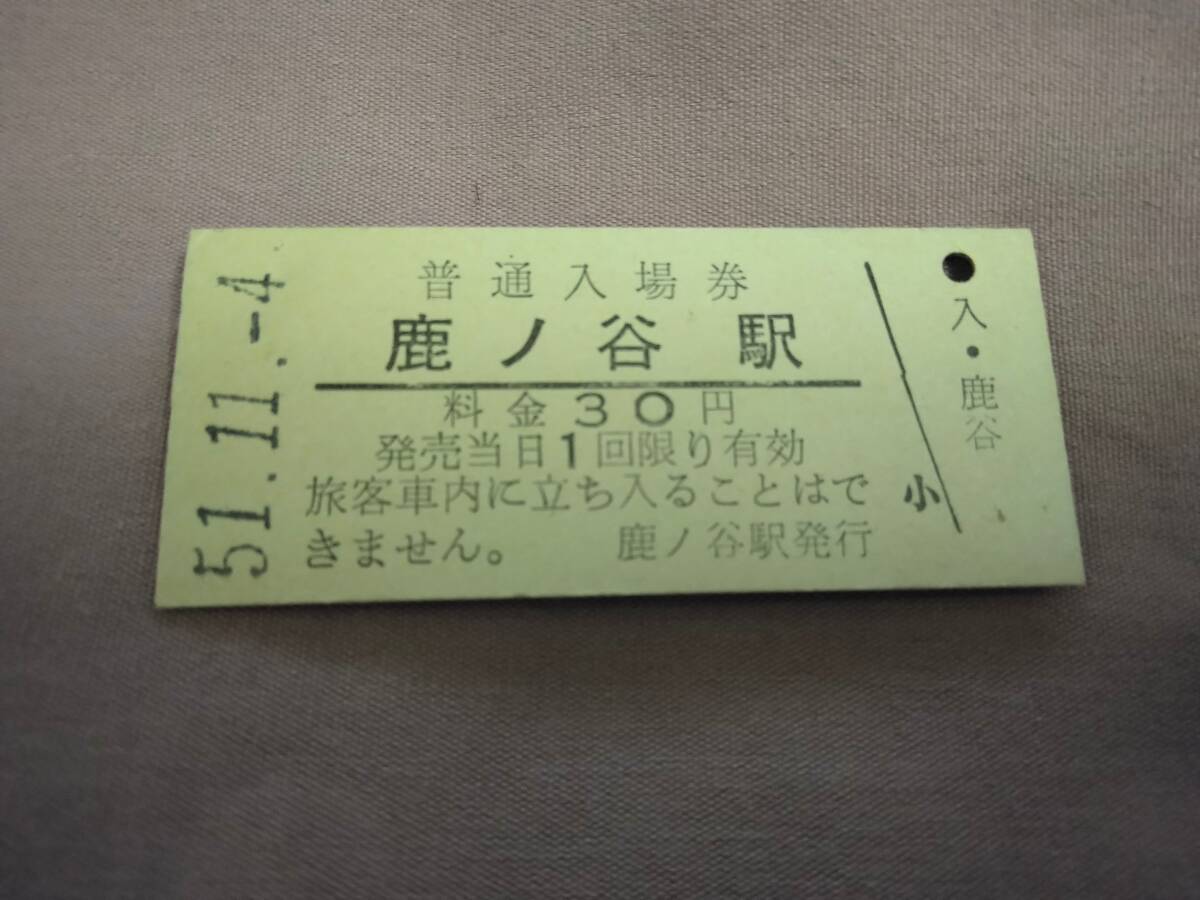 51.11.-4
普通入場券
鹿ノ谷駅
料金30円
発売当日1回限り有効
旅客車内に立ち入ることはで
きません。 鹿ノ谷駅発行
小
入・鹿谷